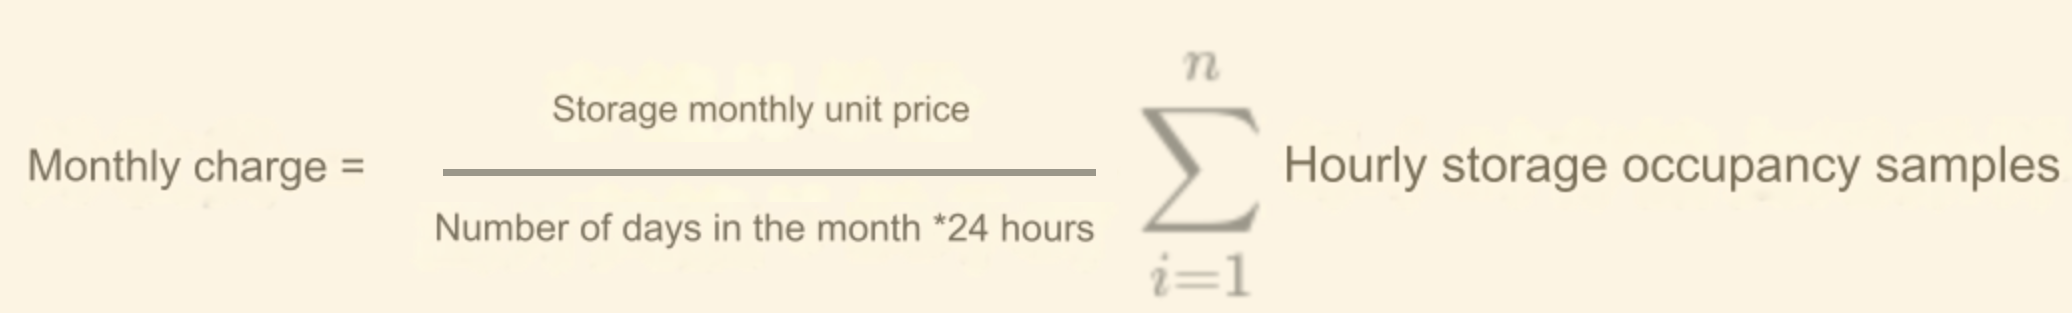 Monthly charge =
Storage monthly unit price
Number of days in the month *24 hours
n
∑
i=1
Hourly storage occupancy samples